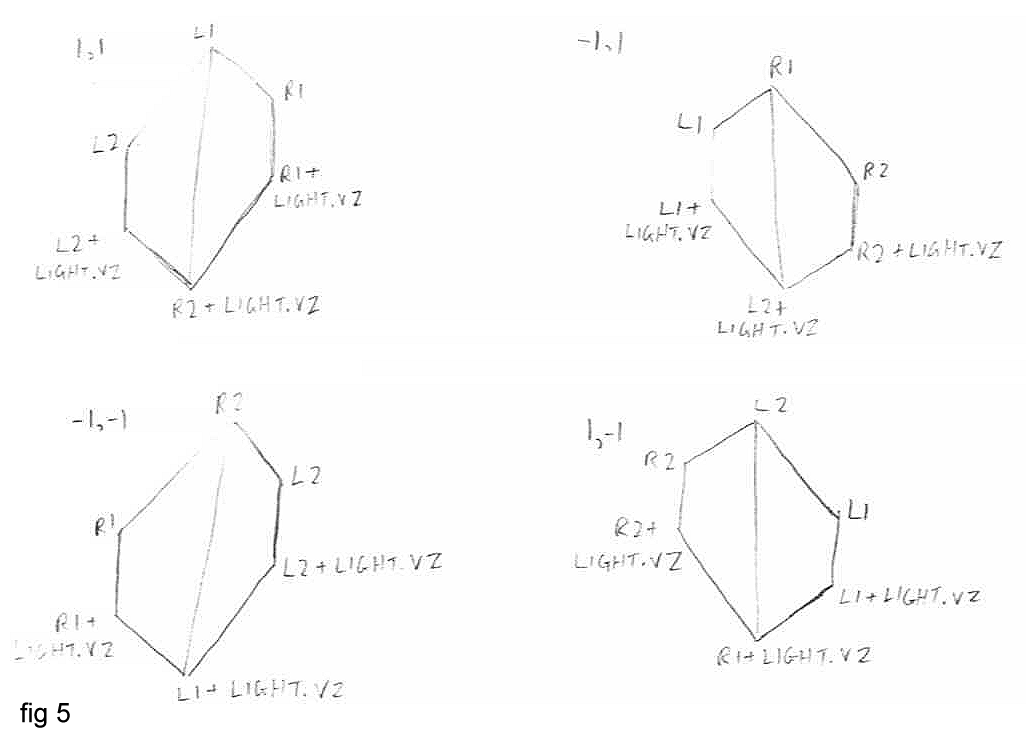 L1
1,1
R1
L2
R1+
LIGHT.VZ
L2+
LIGHT.VZ
R2+LIGHT.VZ
-1,1
R1
L1
R2
L1+
LIGHT.VZ
R2+LIGHT.VZ
L2+
LIGHT.VZ
-1,-1
R2
L2
R1
L2+LIGHT.VZ
R1+
LIGHT.VZ
L1+LIGHT.VZ
1,-1
L2
R2
L1
R2+
LIGHT.VZ
L1+LIGHT.VZ
R1+LIGHT.VZ
fig 5